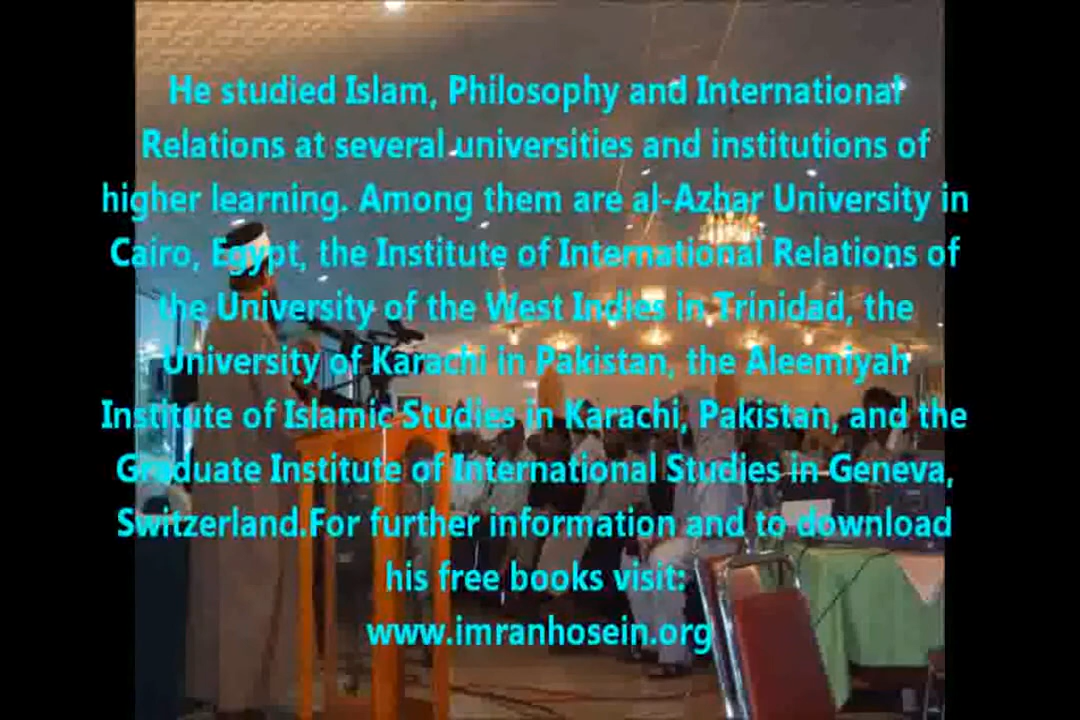 He studied Islam, Philosophy and International
Relations at several universities and institutions of
higher learning. Among them are al-Azhar University in
Cairo, Egypt, the Institute of International Relations of
the University of the West Indies in Trinidad, the
University of Karachi in Pakistan, the Aleemiyah
Institute of Islamic Studies in Karachi, Pakistan, and the
Graduate Institute of International Studies in Geneva,
Switzerland.For further information and to download
his free books visit:
www.imranhosein.org